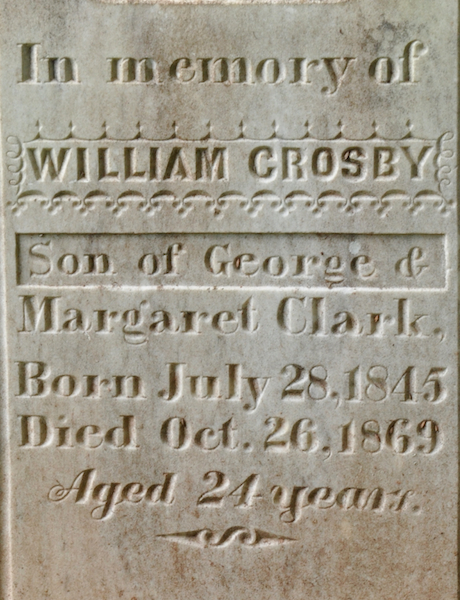 In memory of
WILLIAM CROSBY
Son of George &
Margaret Clark,
Born July 28, 1845
Died Oct. 26, 1869
Aged 24 years.